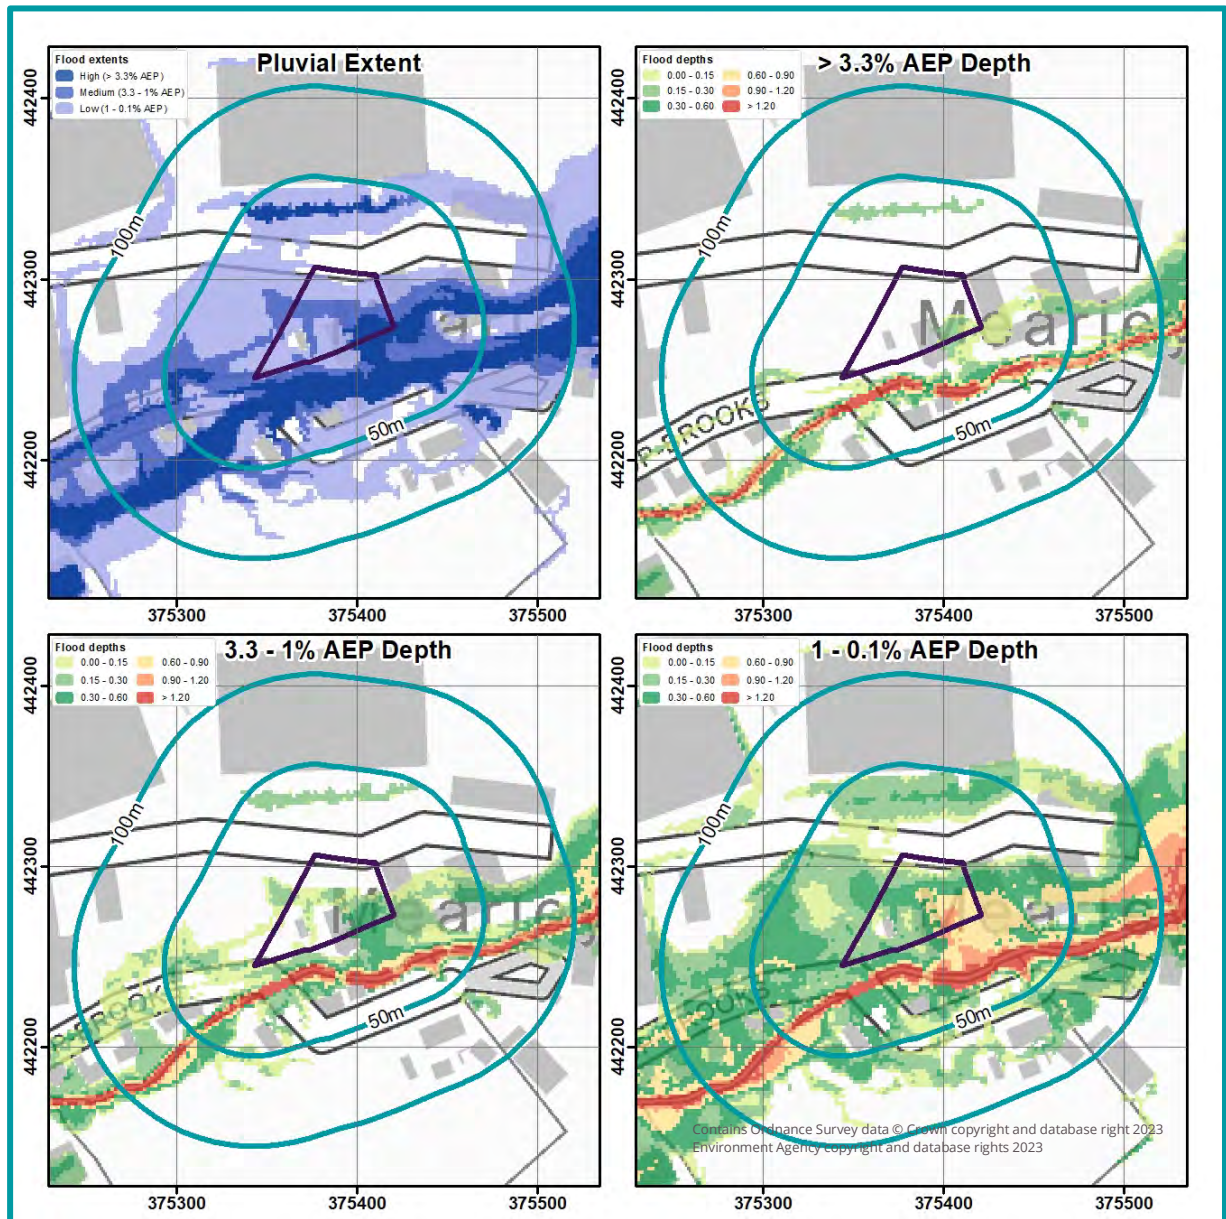 Pluvial Extent
Flood extents
High (> 3.3% AEP)
Medium (3.3 - 1% AEP)
Low (1 - 0.1% AEP)
442400
442300
442200
100m
50m
375300
375400
375500
> 3.3% AEP Depth
Flood depths
0.00 - 0.15
0.15 - 0.30
0.30 - 0.60
0.60 - 0.90
0.90 - 1.20
> 1.20
442400
442300
442200
100m
50m
BROOKS
375300
375400
375500
3.3 - 1% AEP Depth
Flood depths
0.00 - 0.15
0.15 - 0.30
0.30 - 0.60
0.60 - 0.90
0.90 - 1.20
> 1.20
442400
442300
442200
100m
50m
BROOKS
375300
375400
375500
1 - 0.1% AEP Depth
Flood depths
0.00 - 0.15
0.15 - 0.30
0.30 - 0.60
0.60 - 0.90
0.90 - 1.20
> 1.20
442400
442300
442200
100m
50m
Contains Ordnance Survey data © Crown copyright and database right 2023
Environment Agency copyright and database rights 2023
375300
375400
375500